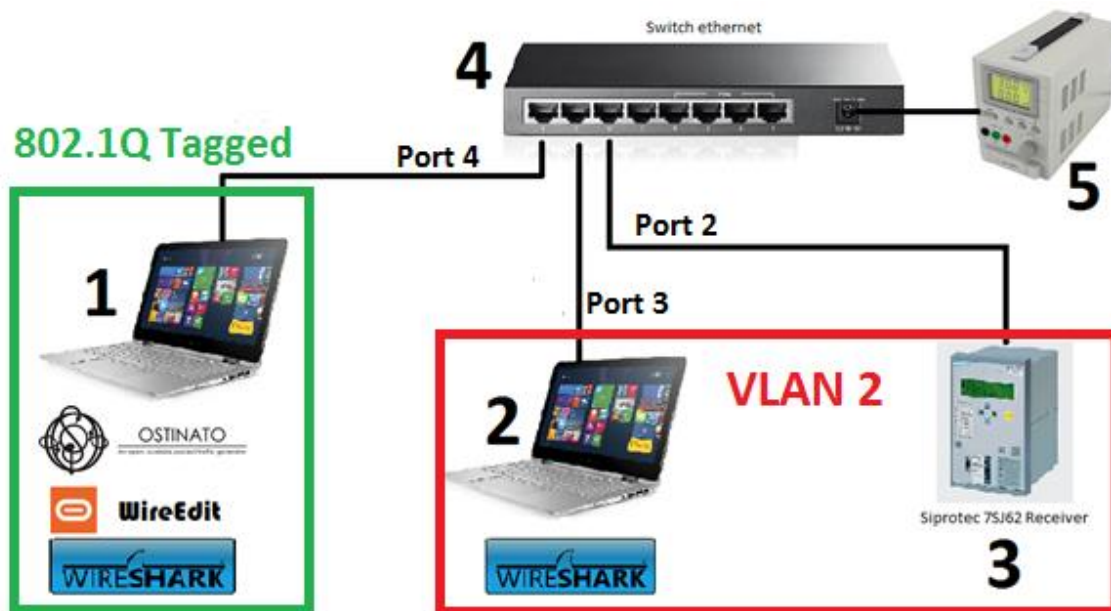 Switch ethernet
4
5
802.1Q Tagged
Port 4
Port 2
Port 3
1
OSTINATO
WireEdit
WIRESHARK
VLAN 2
2
WIRESHARK
Siprotec 7SJ62 Receiver
3